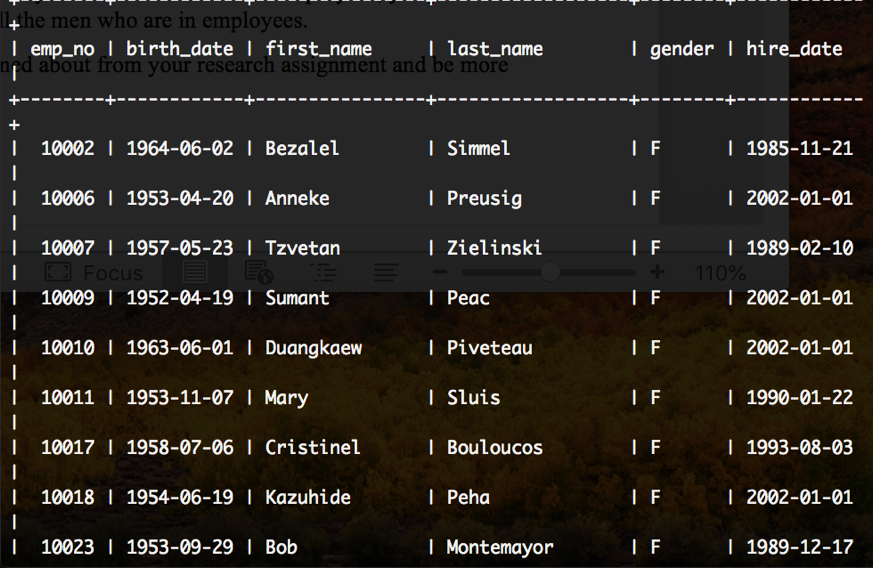 +--------+------------+----------------+-------------------+--------+------------
ll the men who are in employees.
+
| emp_no | birth_date | first_name | last_name | gender | hire_date
ned about from your research assignment and be more
|
+--------+------------+----------------+-------------------+--------+------------
+
| 10002 | 1964-06-02 | Bezalel | Simmel | F | 1985-11-21
|
| 10006 | 1953-04-20 | Anneke | Preusig | F | 2002-01-01
|
| 10007 | 1957-05-23 | Tzvetan | Zielinski | F | 1989-02-10
|
Focus 110%
| 10009 | 1952-04-19 | Sumant | Peac | F | 2002-01-01
|
| 10010 | 1963-06-01 | Duangkaew | Piveteau | F | 2002-01-01
|
| 10011 | 1953-11-07 | Mary | Sluis | F | 1990-01-22
|
| 10017 | 1958-07-06 | Cristinel | Bouloucos | F | 1993-08-03
|
| 10018 | 1954-06-19 | Kazuhide | Peha | F | 2002-01-01
|
| 10023 | 1953-09-29 | Bob | Montemayor | F | 1989-12-17